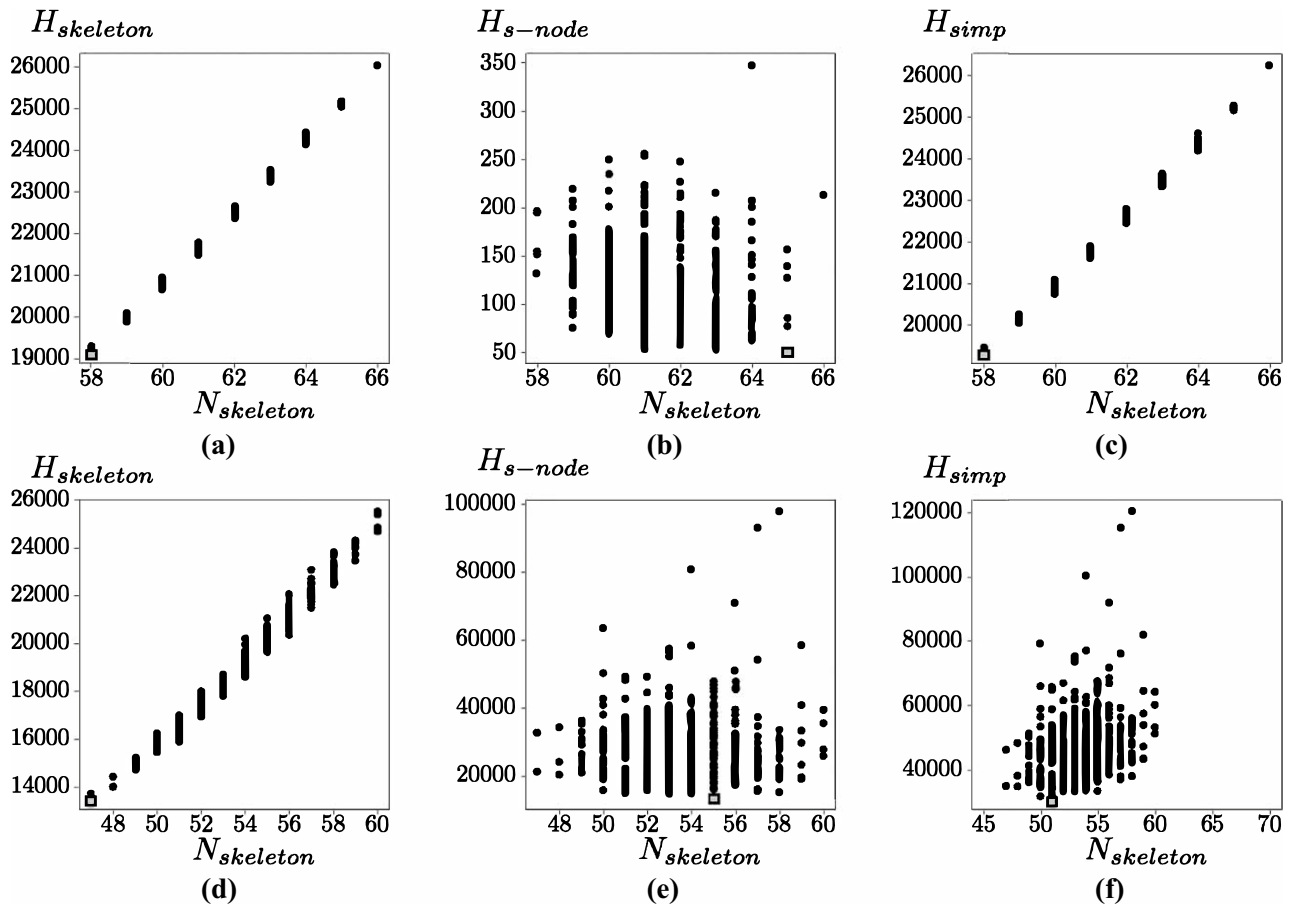 H_skeleton
26000
25000
24000
23000
22000
21000
20000
19000
58 60 62 64 66
N_skeleton
(a)
H_s−node
350
300
250
200
150
100
50
58 60 62 64 66
N_skeleton
(b)
H_simp
26000
25000
24000
23000
22000
21000
20000
58 60 62 64 66
N_skeleton
(c)
H_skeleton
26000
24000
22000
20000
18000
16000
14000
48 50 52 54 56 58 60
N_skeleton
(d)
H_s−node
100000
80000
60000
40000
20000
48 50 52 54 56 58 60
N_skeleton
(e)
H_simp
120000
100000
80000
60000
40000
45 50 55 60 65 70
N_skeleton
(f)